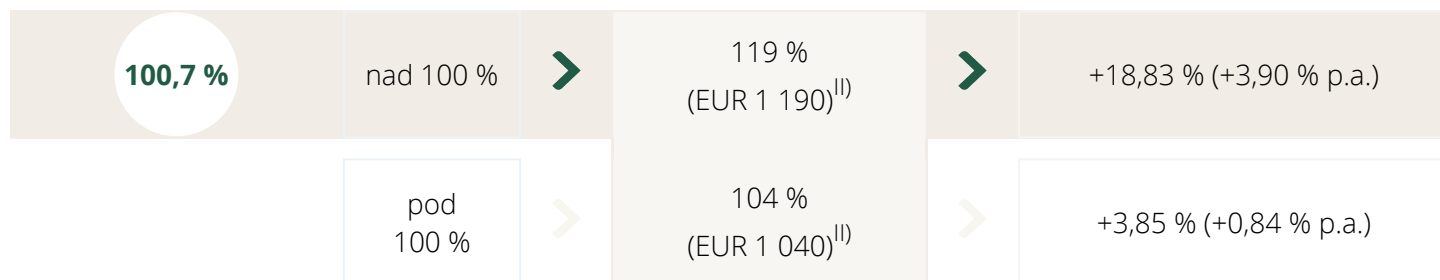 100,7 %
nad 100 %
119 %
(EUR 1 190)II)
+18,83 % (+3,90 % p.a.)
pod
100 %
104 %
(EUR 1 040)II)
+3,85 % (+0,84 % p.a.)